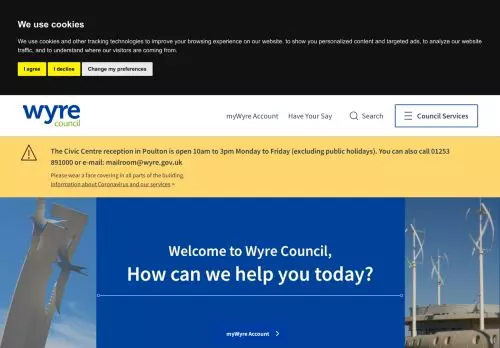 We use cookies
We use cookies and other tracking technologies to improve your browsing experience on our website, to show you personalized content and targeted ads, to analyze our website
traffic, and to understand where our visitors are coming from.
I agree I decline Change my preferences
wyre
council
myWyre Account Have Your Say Search Council Services
The Civic Centre reception in Poulton is open 10am to 3pm Monday to Friday (excluding public holidays). You can also call 01253
891000 or e-mail: mailroom@wyre.gov.uk
Please wear a face covering in all parts of the building.
Information about Coronavirus and our services >
Welcome to Wyre Council,
How can we help you today?
myWyre Account >